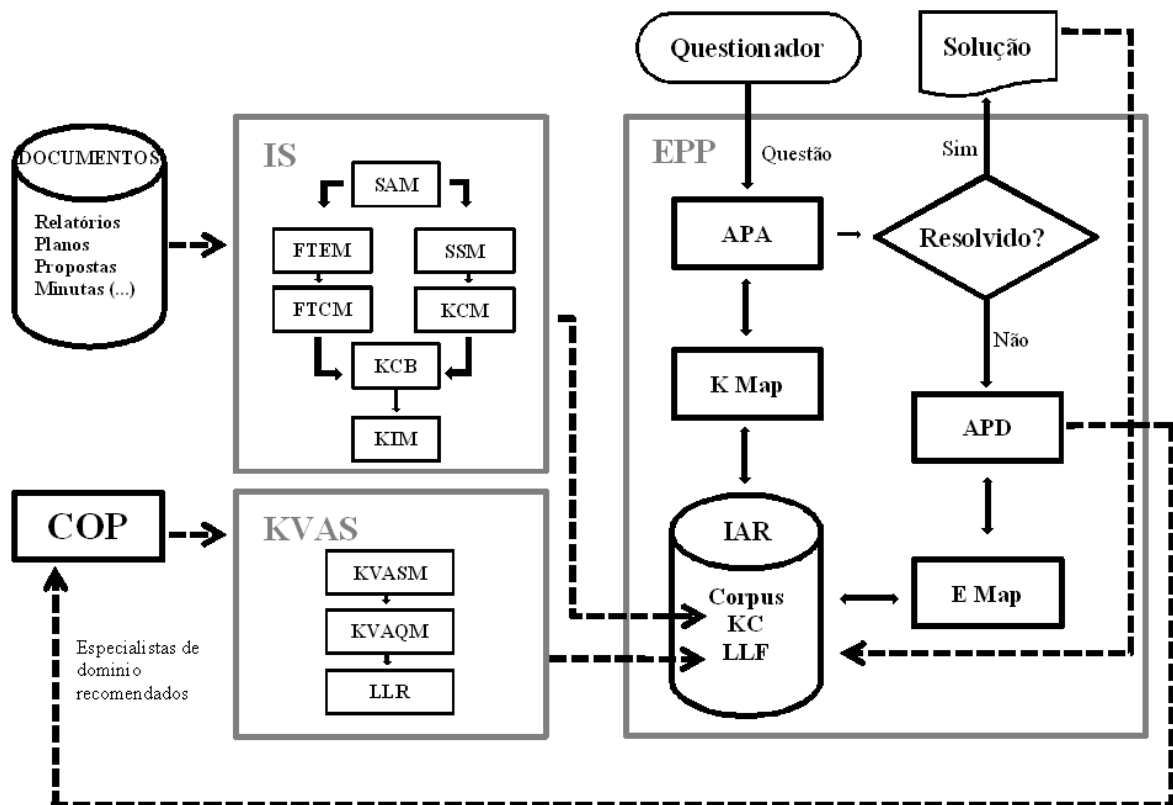 DOCUMENTOS
Relatórios
Planos
Propostas
Minutas (...)
IS
SAM
FTEM
SSM
FTCM
KCM
KCB
KIM
COP
Especialistas de
dominio
recomendados
KVAS
KVASM
KVAQM
LLR
Questionador
Solução
EPP
Questão
Sim
APA
Resolvido?
Não
K Map
APD
IAR
Corpus
KC
LLF
E Map